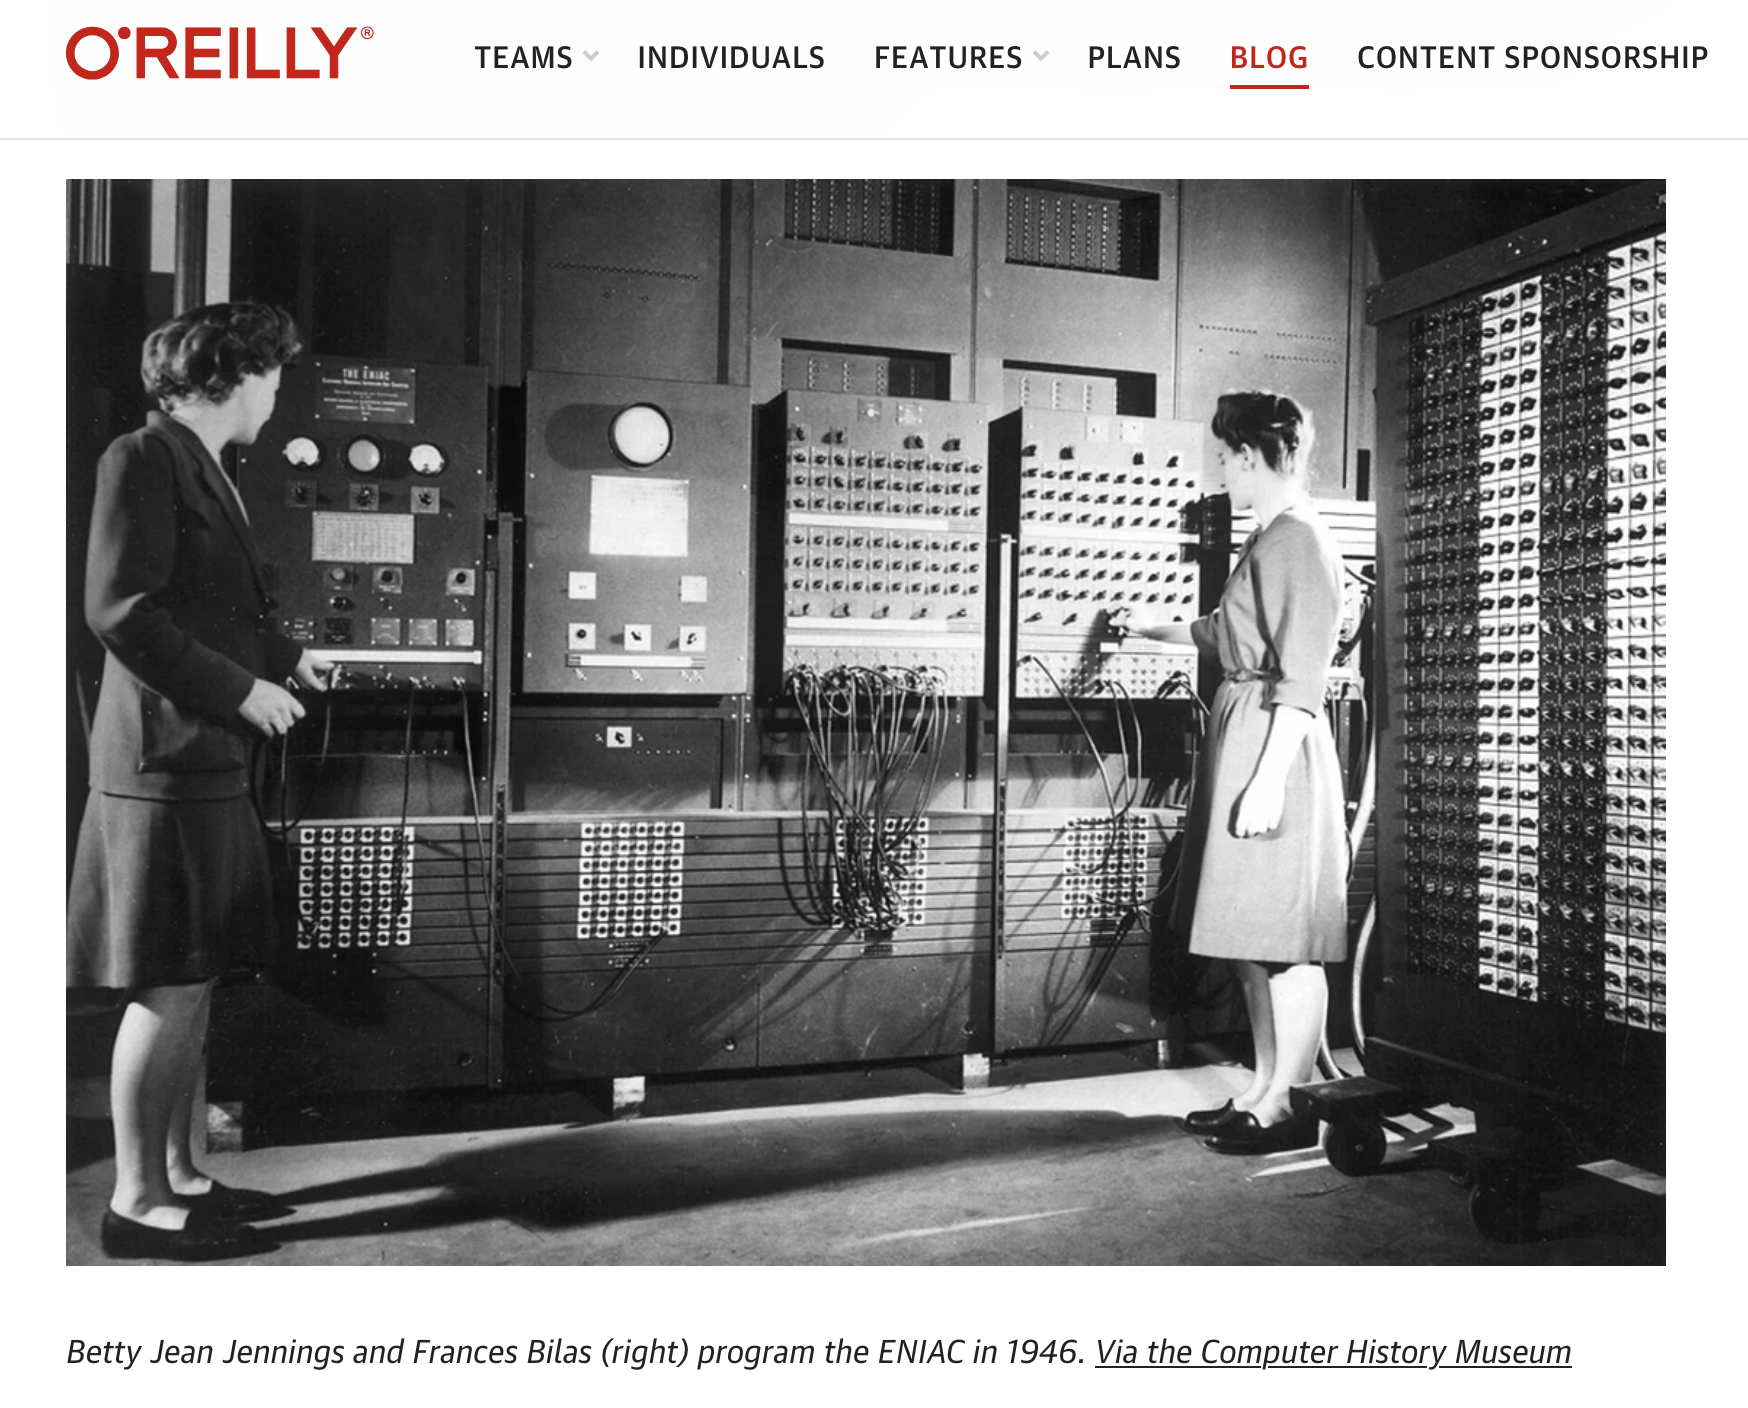 O'REILLY®
TEAMS
INDIVIDUALS
FEATURES
PLANS
BLOG
CONTENT SPONSORSHIP
THE ENIAC
Betty Jean Jennings and Frances Bilas (right) program the ENIAC in 1946. Via the Computer History Museum